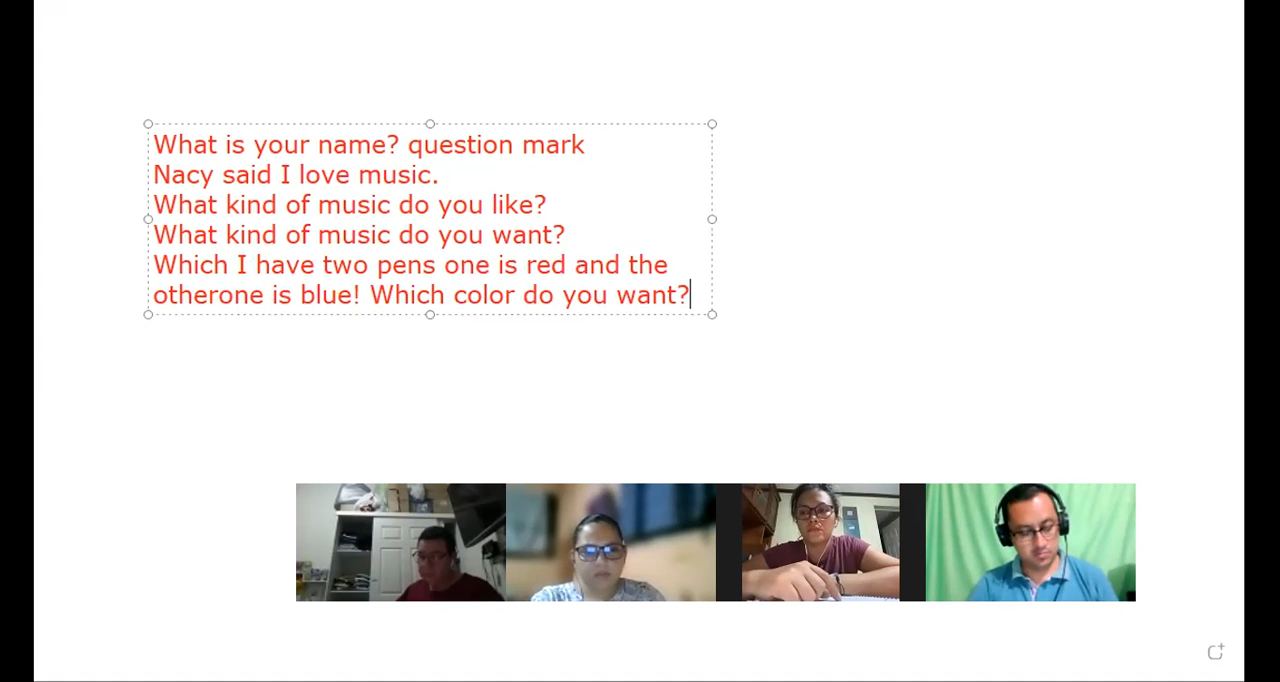 What is your name? question mark
Nacy said I love music.
What kind of music do you like?
What kind of music do you want?
Which I have two pens one is red and the
otherone is blue! Which color do you want?